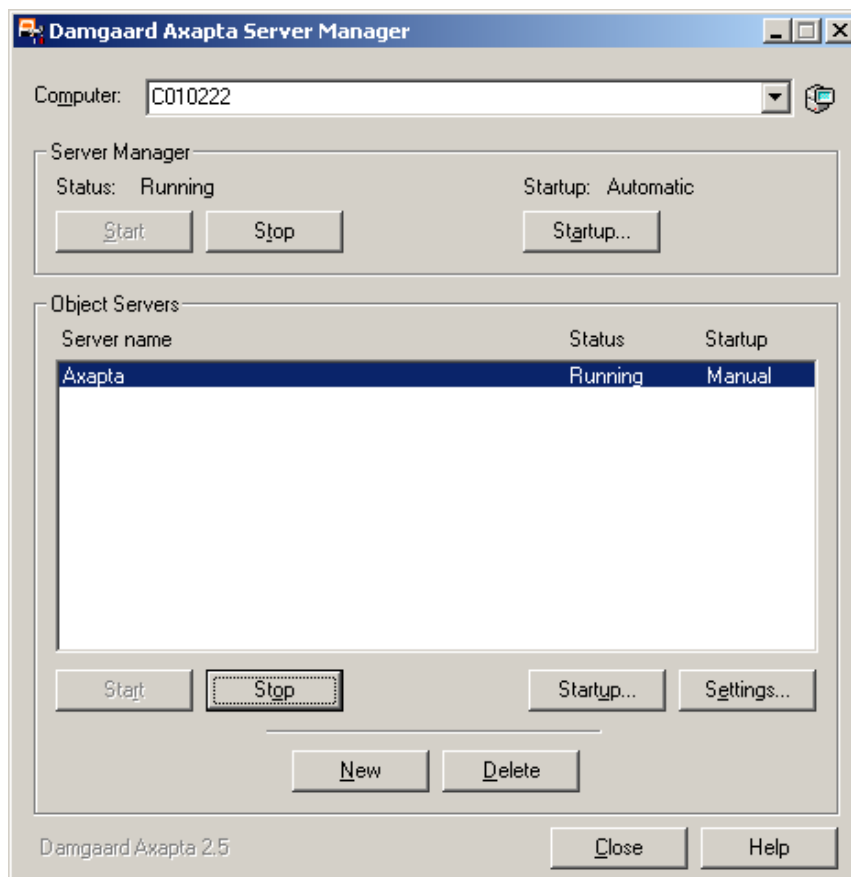 Damgaard Axapta Server Manager
Computer: C010222
Server Manager
Status: Running Startup: Automatic
Start Stop Startup...
Object Servers
Server name Status Startup
Axapta Running Manual
Start Stop Startup... Settings...
New Delete
Damgaard Axapta 2.5 Close Help